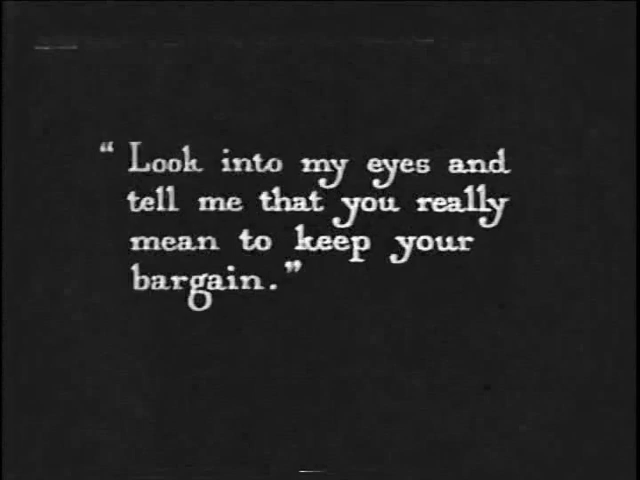 “Look into my eyes and
tell me that you really
mean to keep your
bargain.”